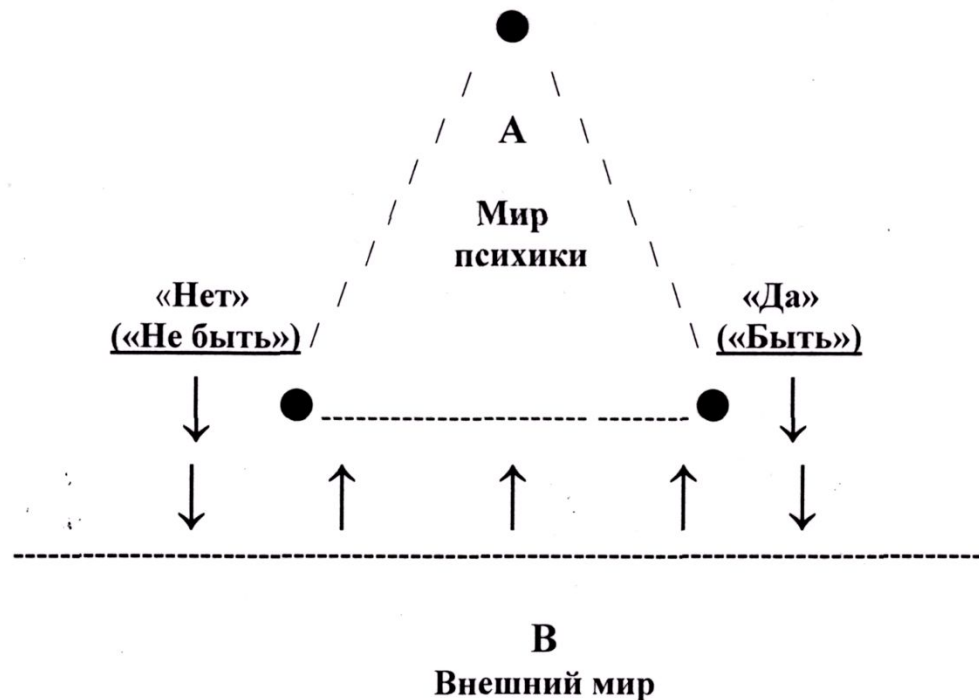 А
Мир
психики
«Нет»
(«Не быть»)
«Да»
(«Быть»)
В
Внешний мир